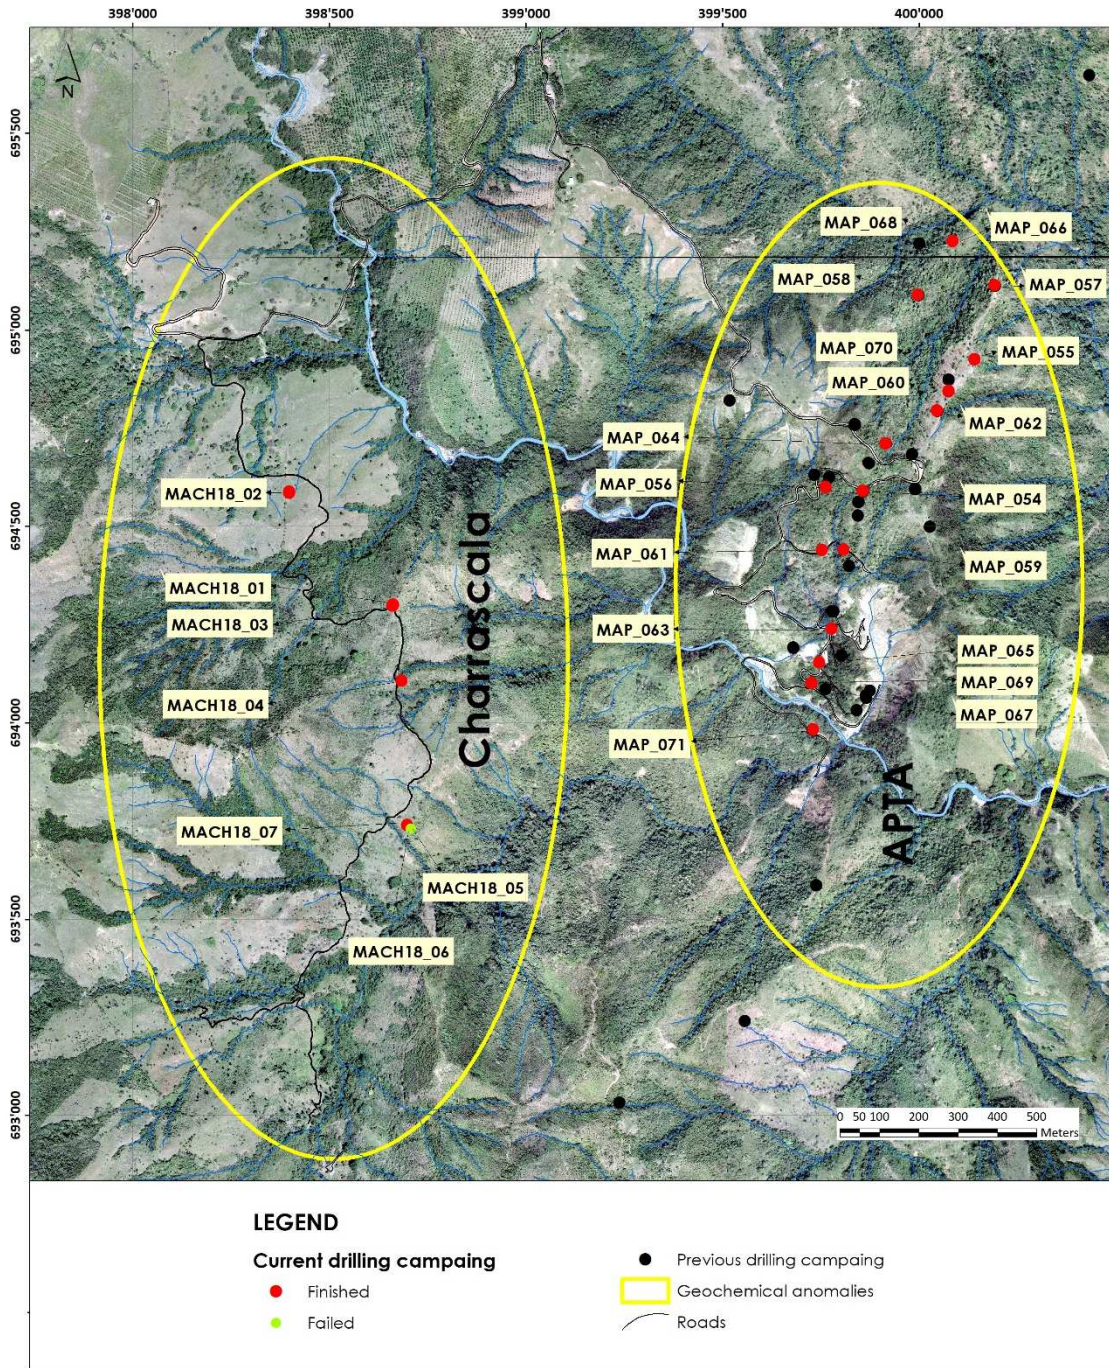 398'000 398'500 399'000 399'500 400'000
N
695'500
695'000
694'500
694'000
693'500
693'000
MAP_068
MAP_066
MAP_058
MAP_057
MAP_070
MAP_055
MAP_060
MAP_062
MAP_064
MACH18_02
MAP_056
MAP_054
Charrascala
MAP_061
MAP_059
MACH18_01
MACH18_03
MAP_063
MAP_065
MAP_069
MACH18_04
MAP_067
MAP_071
APTA
MACH18_07
MACH18_05
MACH18_06
0 50 100 200 300 400 500
Meters
LEGEND
Current drilling campaing
Finished
Failed
Previous drilling campaing
Geochemical anomalies
Roads